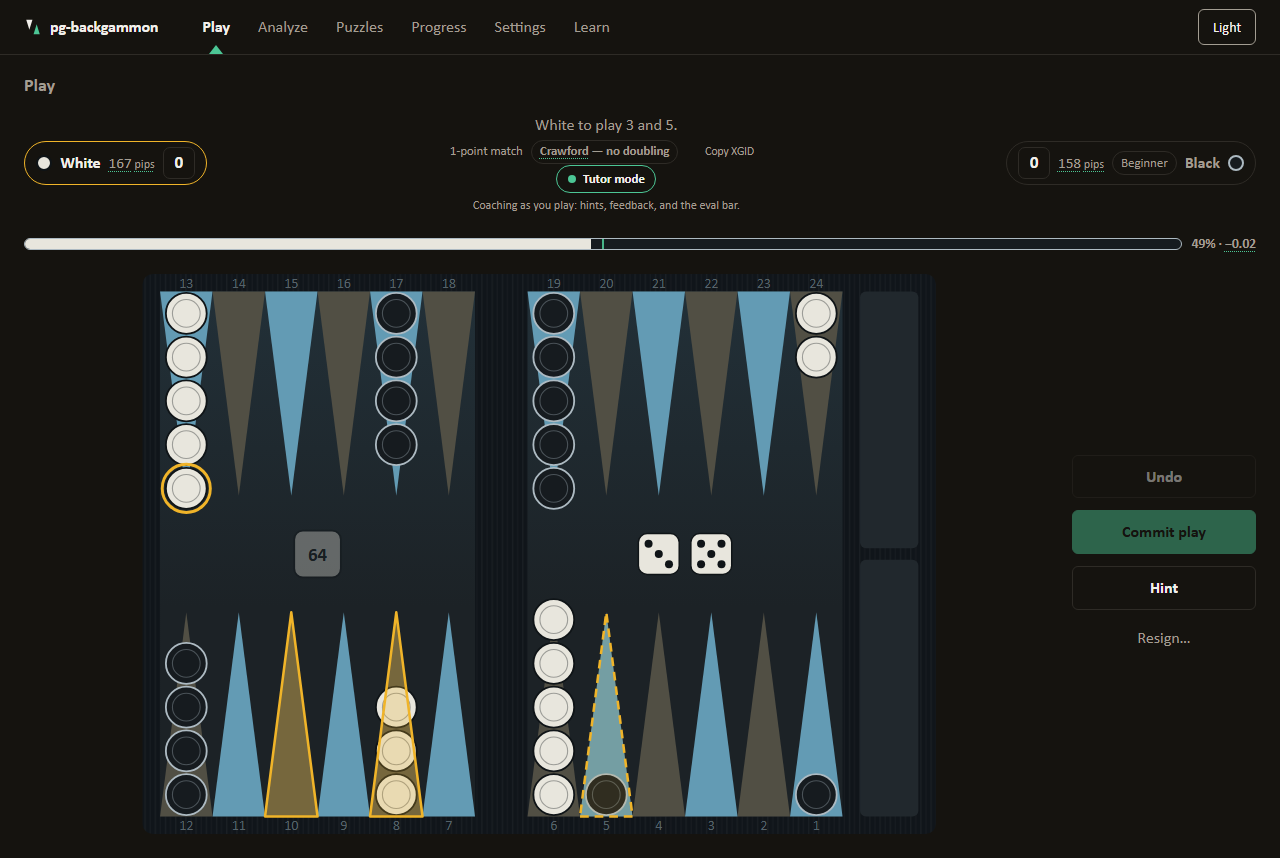 pg-backgammon Play Analyze Puzzles Progress Settings Learn Light
Play
White to play 3 and 5.
White 167 pips 0
1-point match Crawford — no doubling Copy XGID
0 158 pips Beginner Black
Tutor mode
Coaching as you play: hints, feedback, and the eval bar.
49% · −0.02
13 14 15 16 17 18 19 20 21 22 23 24
64
12 11 10 9 8 7 6 5 4 3 2 1
Undo
Commit play
Hint
Resign...